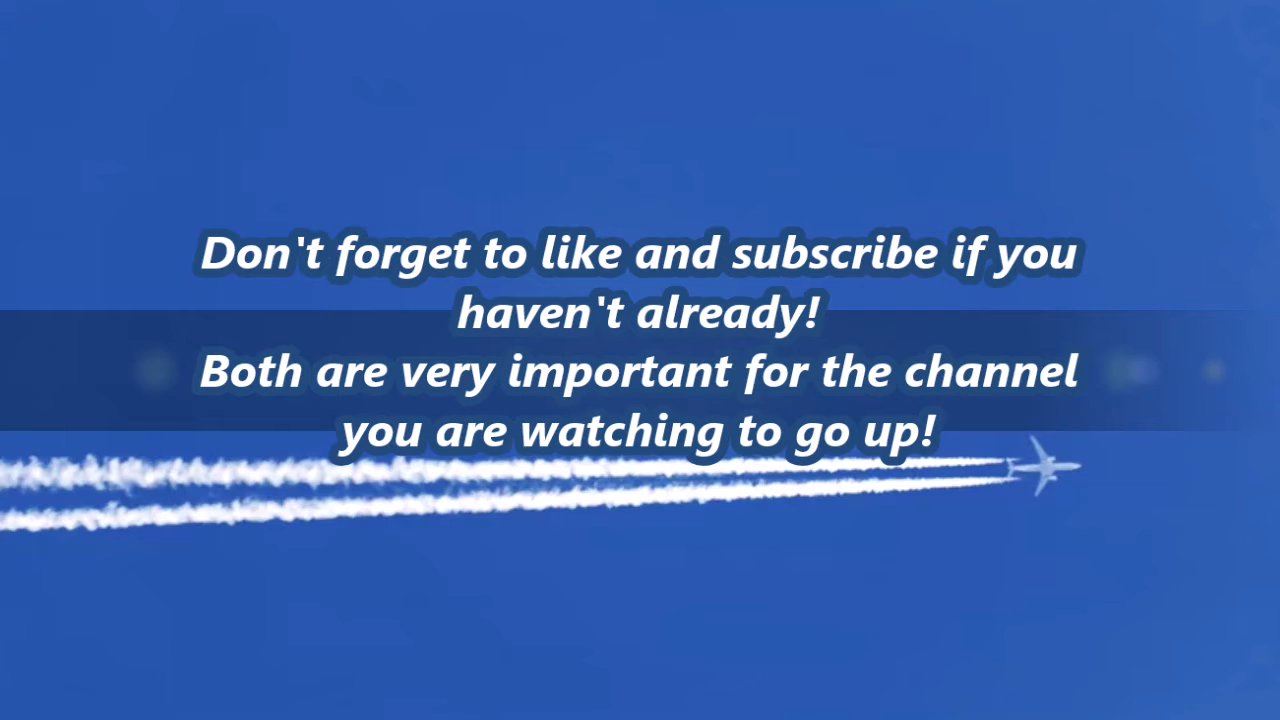 Don't forget to like and subscribe if you
haven't already!
Both are very important for the channel
you are watching to go up!